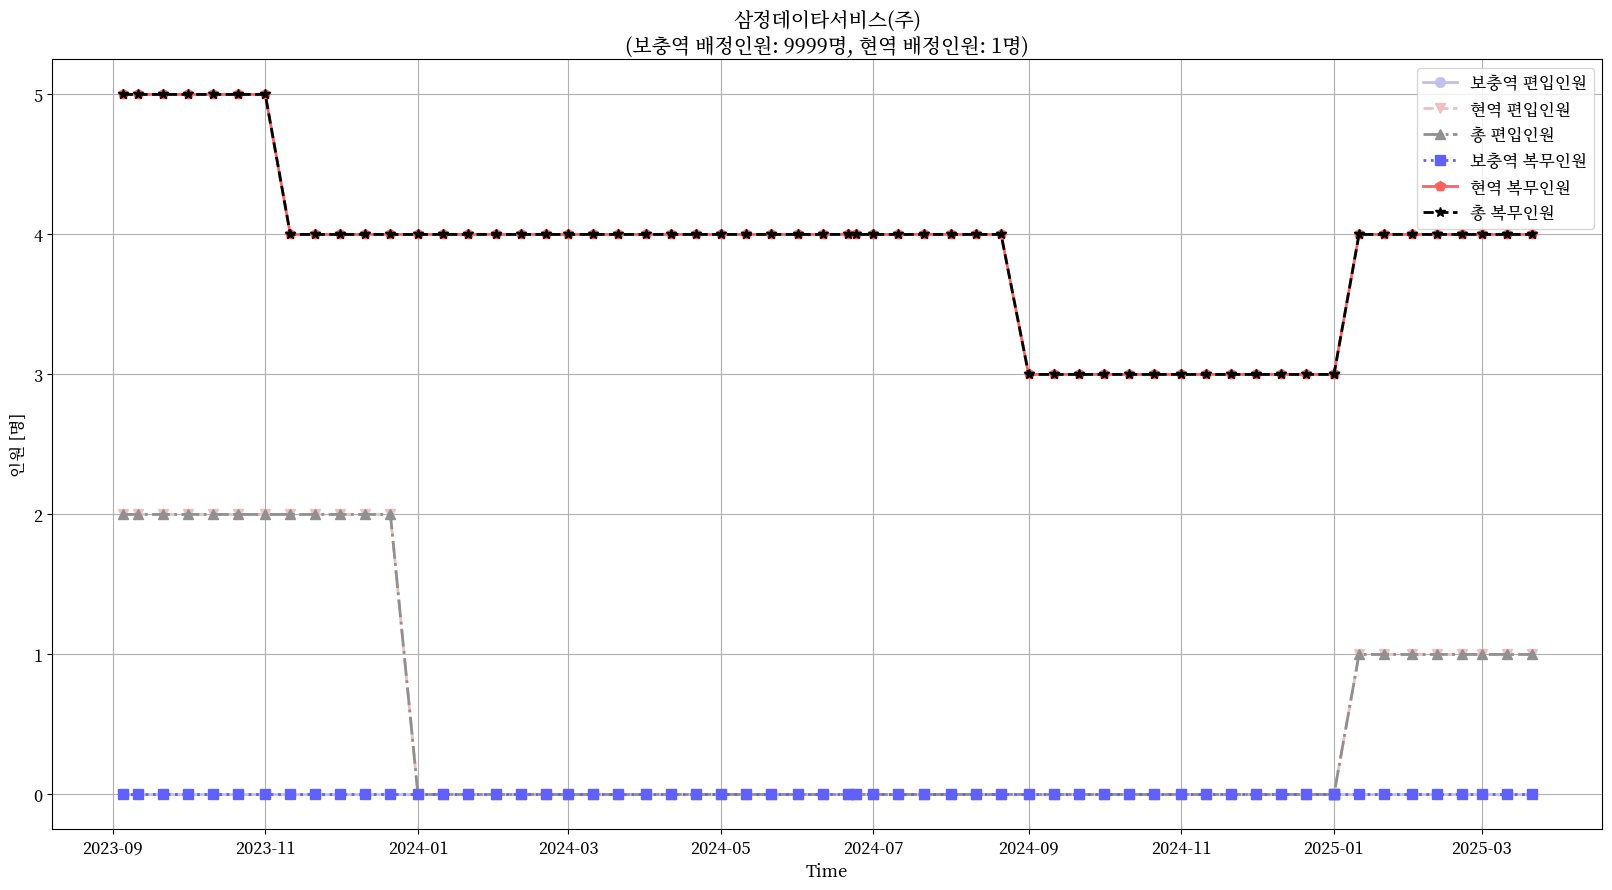 삼정데이타서비스(주)
(보충역 배정인원: 9999명, 현역 배정인원: 1명)
보충역 편입인원
현역 편입인원
총 편입인원
보충역 복무인원
현역 복무인원
총 복무인원
인원 [명]
5
4
3
2
1
0
2023-09
2023-11
2024-01
2024-03
2024-05
2024-07
2024-09
2024-11
2025-01
2025-03
Time